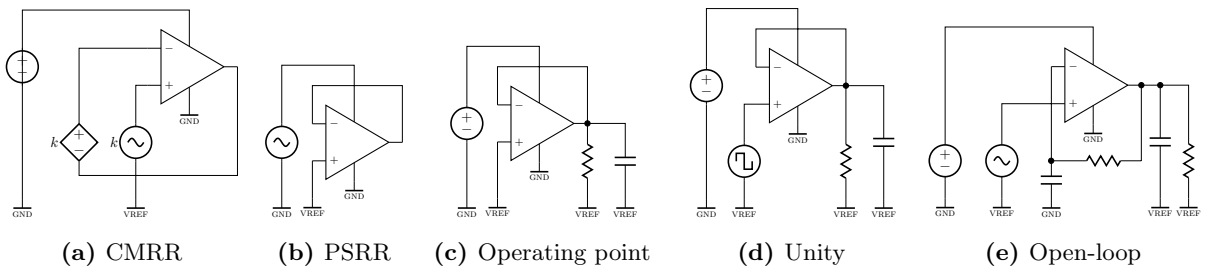 +
−
−
+
GND
k
+
−
k
GND
VREF
−
+
GND
GND
VREF
+
−
−
+
GND
GND
VREF
VREF
VREF
+
−
−
+
GND
GND
VREF
VREF
VREF
−
+
GND
+
−
GND
VREF
GND
VREF
VREF
(a) CMRR
(b) PSRR
(c) Operating point
(d) Unity
(e) Open-loop